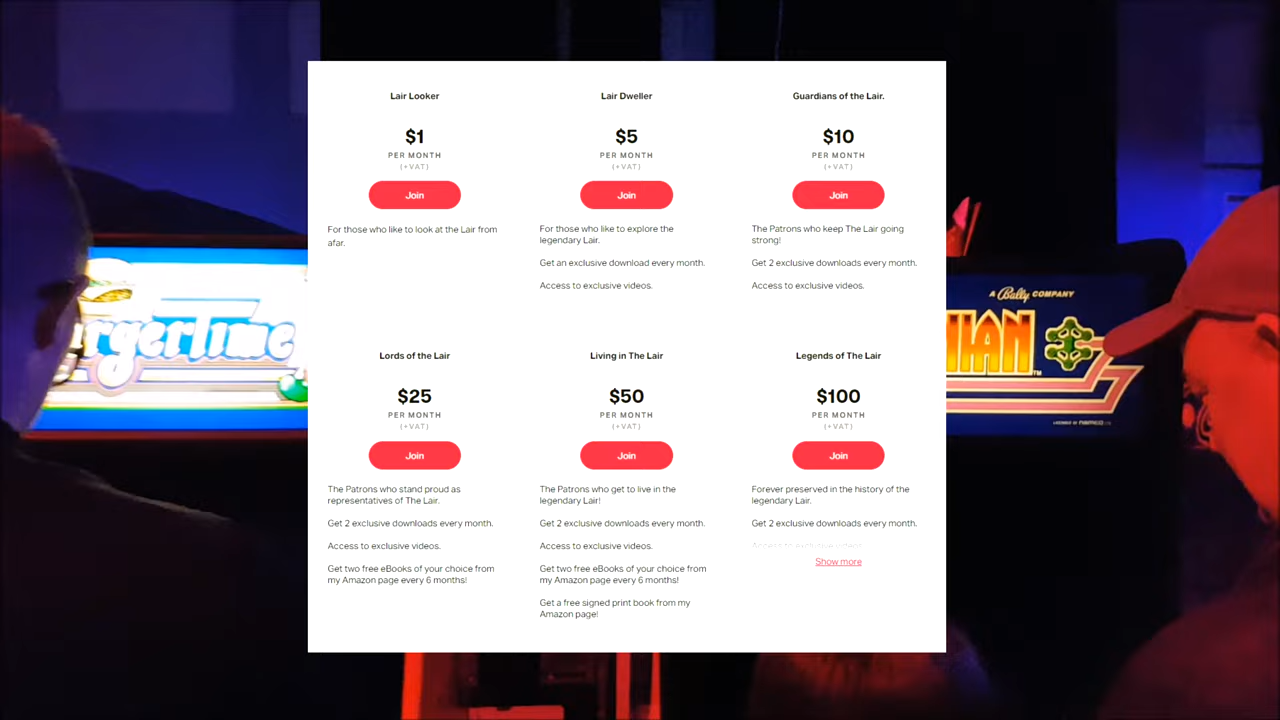 Lair Looker
$1
PER MONTH
(+VAT)
Join
For those who like to look at the Lair from
afar.
Lair Dweller
$5
PER MONTH
(+VAT)
Join
For those who like to explore the
legendary Lair.
Get an exclusive download every month.
Access to exclusive videos.
Guardians of the Lair.
$10
PER MONTH
(+VAT)
Join
The Patrons who keep The Lair going
strong!
Get 2 exclusive downloads every month.
Access to exclusive videos.
Lords of the Lair
$25
PER MONTH
(+VAT)
Join
The Patrons who stand proud as
representatives of The Lair.
Get 2 exclusive downloads every month.
Access to exclusive videos.
Get two free eBooks of your choice from
my Amazon page every 6 months!
Living in The Lair
$50
PER MONTH
(+VAT)
Join
The Patrons who get to live in the
legendary Lair!
Get 2 exclusive downloads every month.
Access to exclusive videos.
Get two free eBooks of your choice from
my Amazon page every 6 months!
Get a free signed print book from my
Amazon page!
Legends of The Lair
$100
PER MONTH
(+VAT)
Join
Forever preserved in the history of the
legendary Lair.
Get 2 exclusive downloads every month.
Access to exclusive videos.
Show more
urgerTime
A Bally COMPANY
MIAN
TM